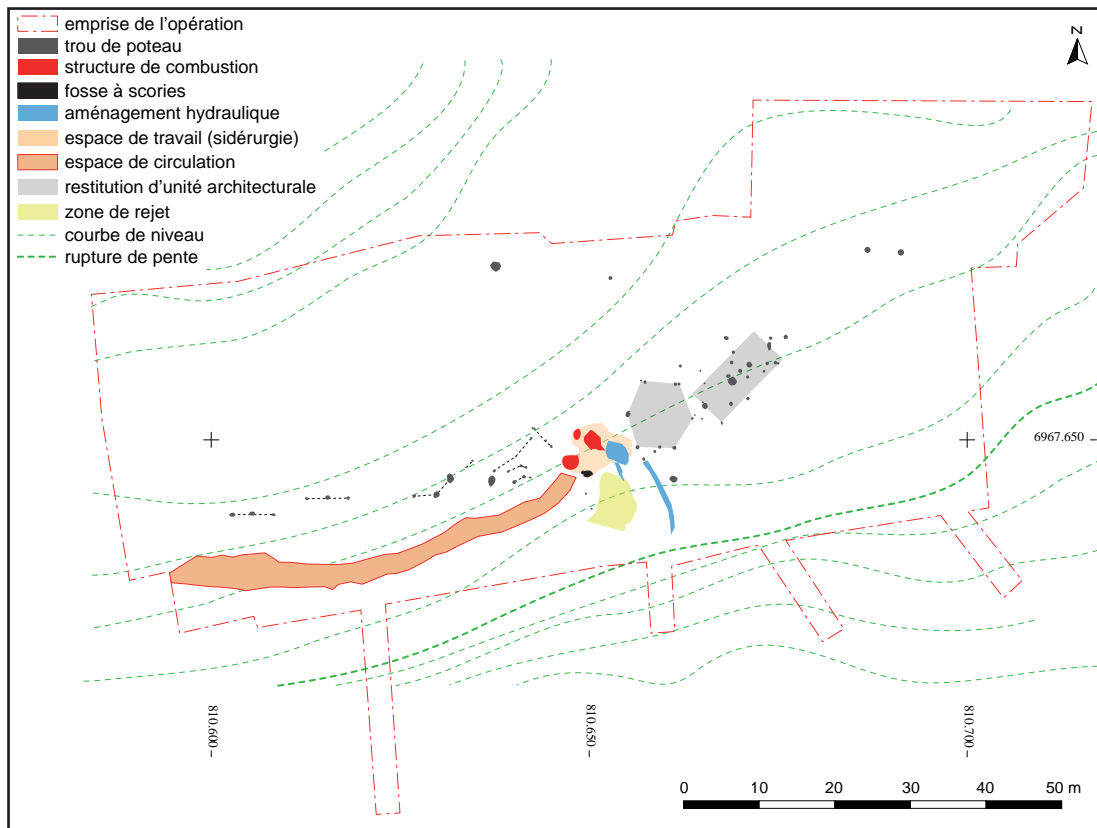 emprise de l'opération
trou de poteau
structure de combustion
fosse à scories
aménagement hydraulique
espace de travail (sidérurgie)
espace de circulation
restitution d'unité architecturale
zone de rejet
courbe de niveau
rupture de pente
N
6967.650
810.600
810.650
810.700
0 10 20 30 40 50 m